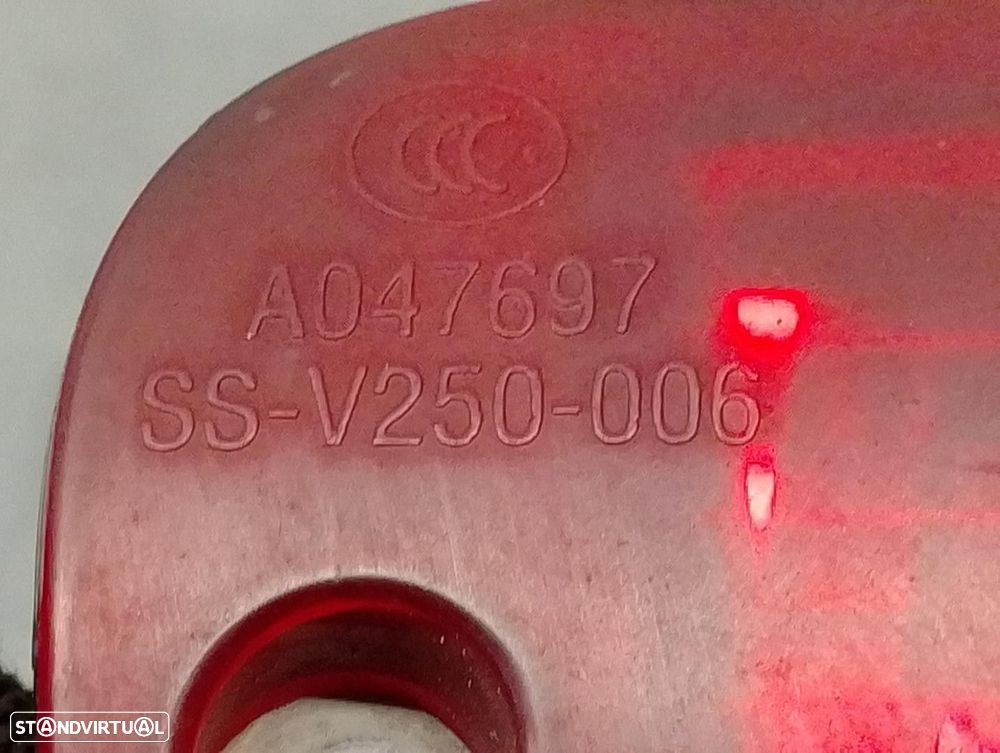 CCC
A047697
SS-V250-006
STANDVIRTUAL